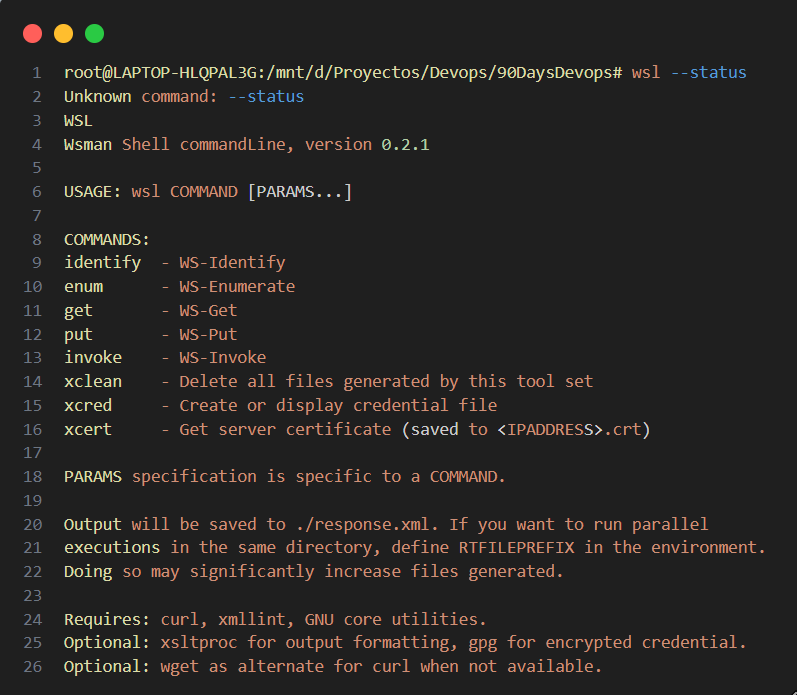 1 root@LAPTOP-HLQPAL3G:/mnt/d/Proyectos/Devops/90DaysDevops# wsl --status
2 Unknown command: --status
3 WSL
4 Wsman Shell commandLine, version 0.2.1
5
6 USAGE: wsl COMMAND [PARAMS...]
7
8 COMMANDS:
9 identify  - WS-Identify
10 enum      - WS-Enumerate
11 get       - WS-Get
12 put       - WS-Put
13 invoke    - WS-Invoke
14 xclean    - Delete all files generated by this tool set
15 xcred     - Create or display credential file
16 xcert     - Get server certificate (saved to <IPADDRESS>.crt)
17
18 PARAMS specification is specific to a COMMAND.
19
20 Output will be saved to ./response.xml. If you want to run parallel
21 executions in the same directory, define RTFILEPREFIX in the environment.
22 Doing so may significantly increase files generated.
23
24 Requires: curl, xmllint, GNU core utilities.
25 Optional: xsltproc for output formatting, gpg for encrypted credential.
26 Optional: wget as alternate for curl when not available.